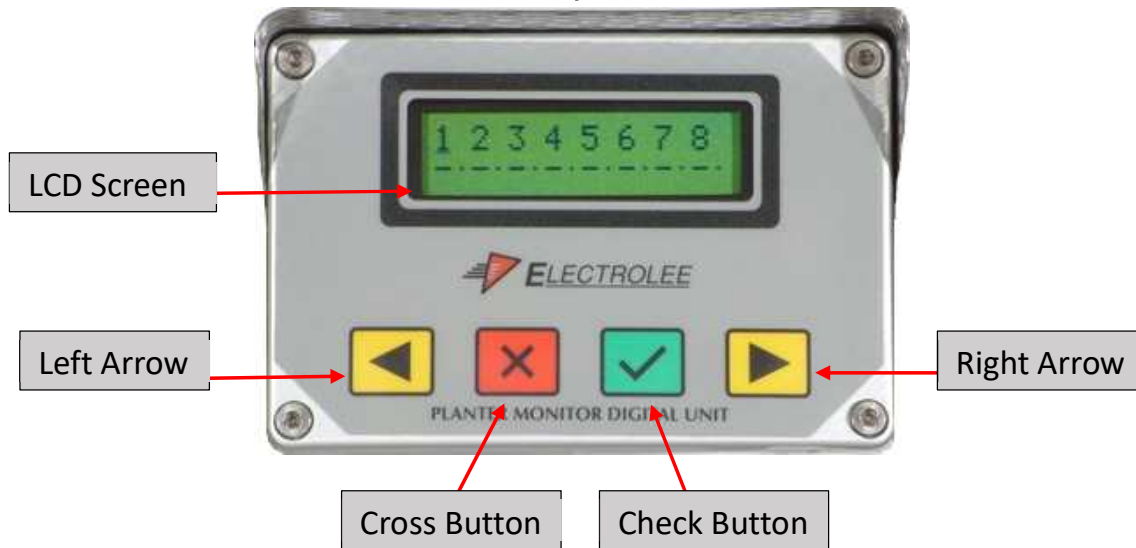 1 2 3 4 5 6 7 8
LCD Screen
ELECTROLEE
Left Arrow
Right Arrow
PLANTER MONITOR DIGITAL UNIT
Cross Button
Check Button